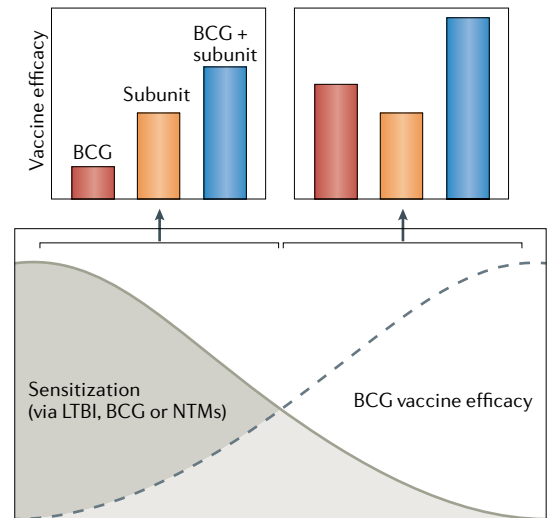 Vaccine efficacy
BCG
Subunit
BCG +
subunit
Sensitization
(via LTBI, BCG or NTMs)
BCG vaccine efficacy